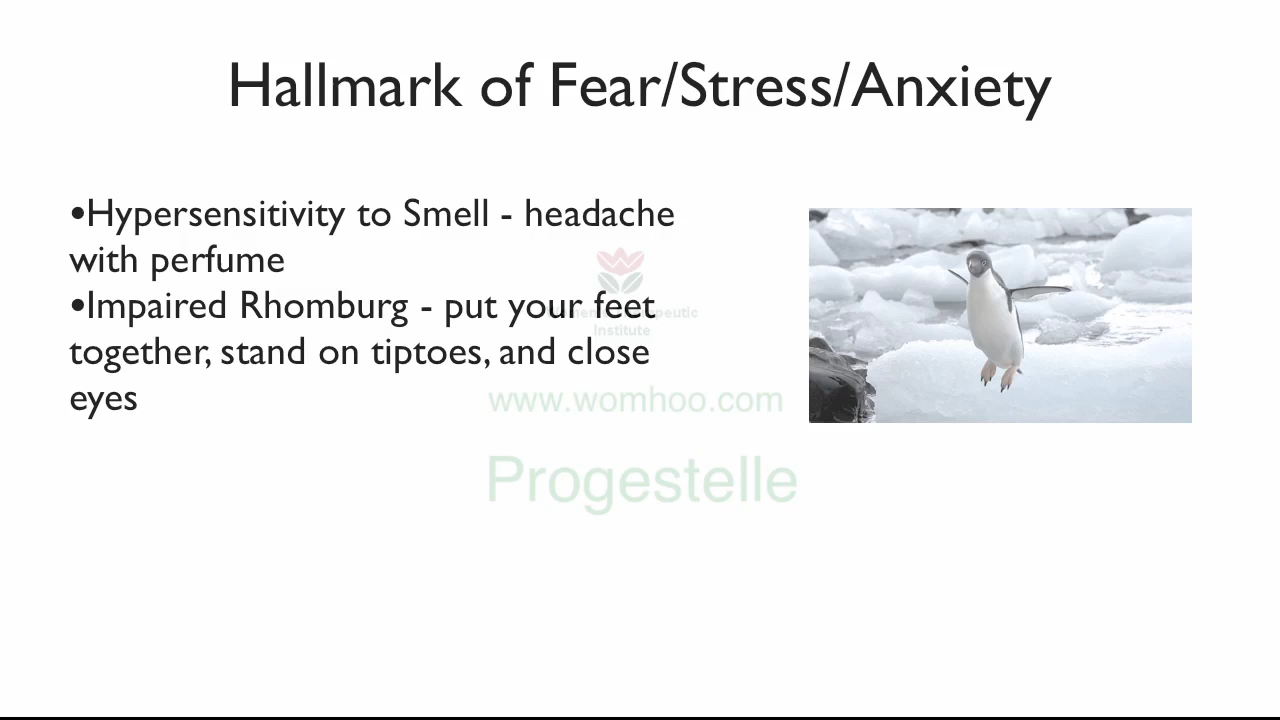 Hallmark of Fear/Stress/Anxiety
•Hypersensitivity to Smell - headache
with perfume
•Impaired Rhomburg - put your feet
together, stand on tiptoes, and close
eyes
Institute
www.womhoo.com
Progestelle